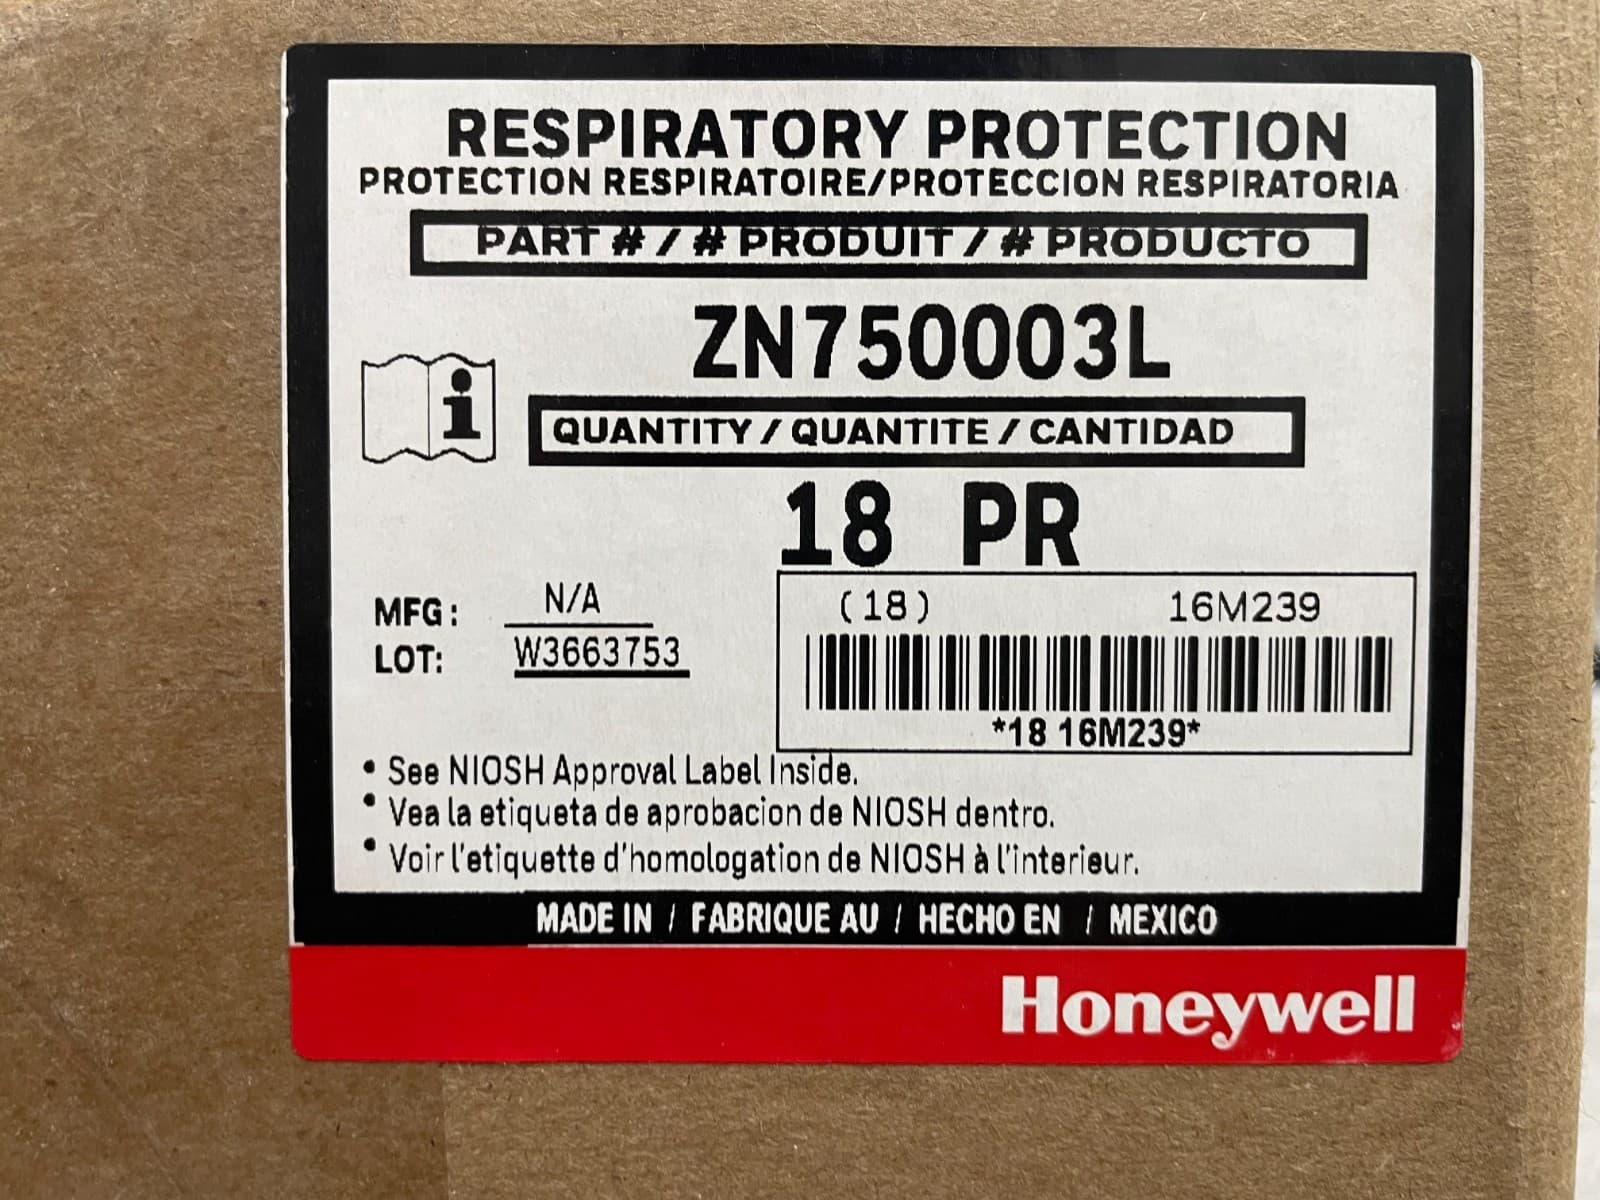 RESPIRATORY PROTECTION
PROTECTION RESPIRATOIRE/PROTECCION RESPIRATORIA
PART # / # PRODUIT / # PRODUCTO
ZN750003L
i
QUANTITY / QUANTITE / CANTIDAD
18 PR
MFG: N/A
LOT: W3663753
(18) 16M239
*18 16M239*
• See NIOSH Approval Label Inside.
• Vea la etiqueta de aprobacion de NIOSH dentro.
• Voir l'etiquette d'homologation de NIOSH à l'interieur.
MADE IN / FABRIQUE AU / HECHO EN / MEXICO
Honeywell